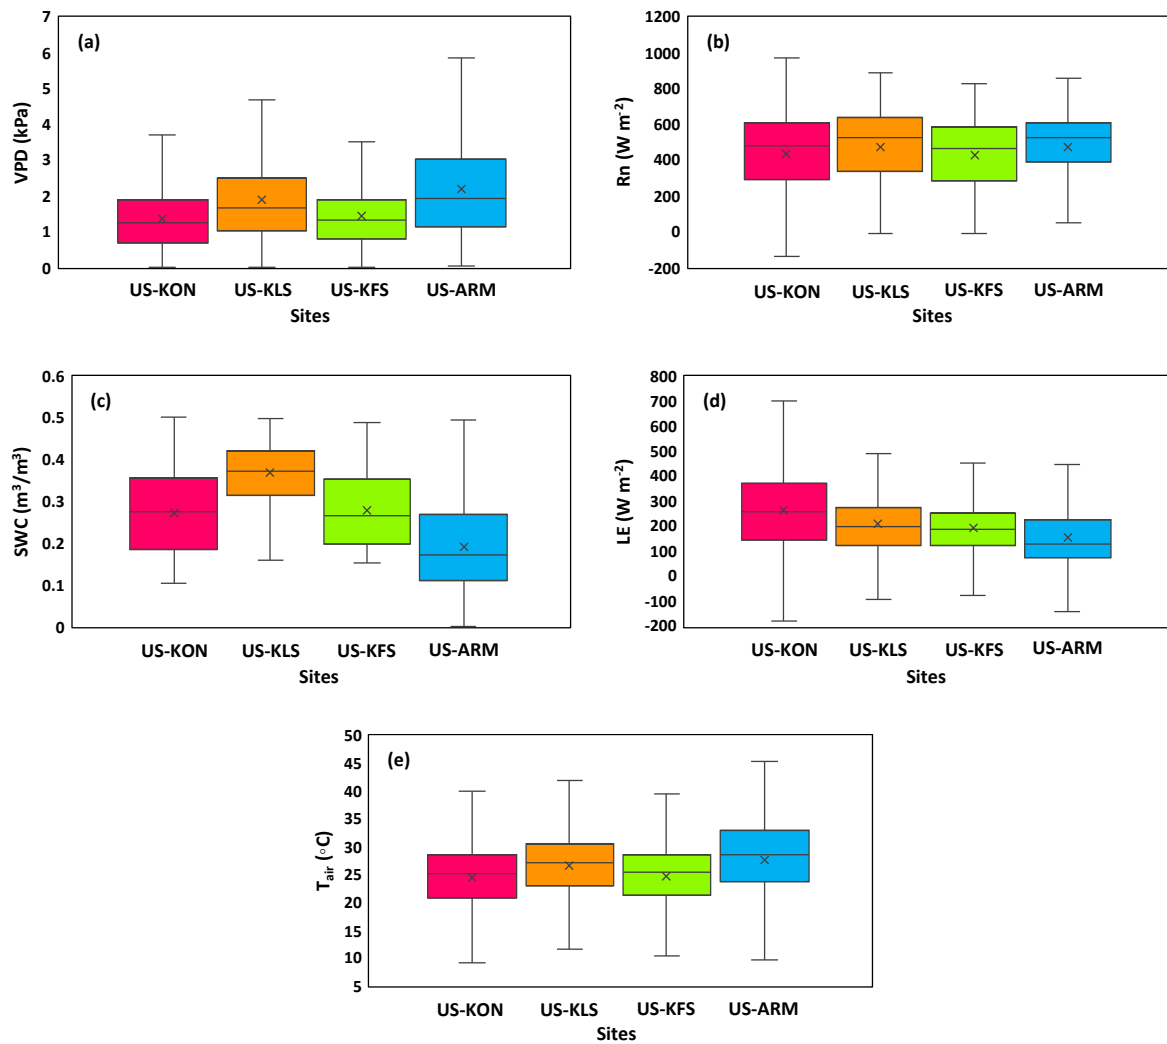 (a)
VPD (kPa)
7
6
5
4
3
2
1
0
US-KON US-KLS US-KFS US-ARM
Sites
(b)
Rn (W m-2)
1200
1000
800
600
400
200
0
-200
US-KON US-KLS US-KFS US-ARM
Sites
(c)
SWC (m3/m3)
0.6
0.5
0.4
0.3
0.2
0.1
0
US-KON US-KLS US-KFS US-ARM
Sites
(d)
LE (W m-2)
800
700
600
500
400
300
200
100
0
-100
-200
US-KON US-KLS US-KFS US-ARM
Sites
(e)
Tair (◦C)
50
45
40
35
30
25
20
15
10
5
US-KON US-KLS US-KFS US-ARM
Sites